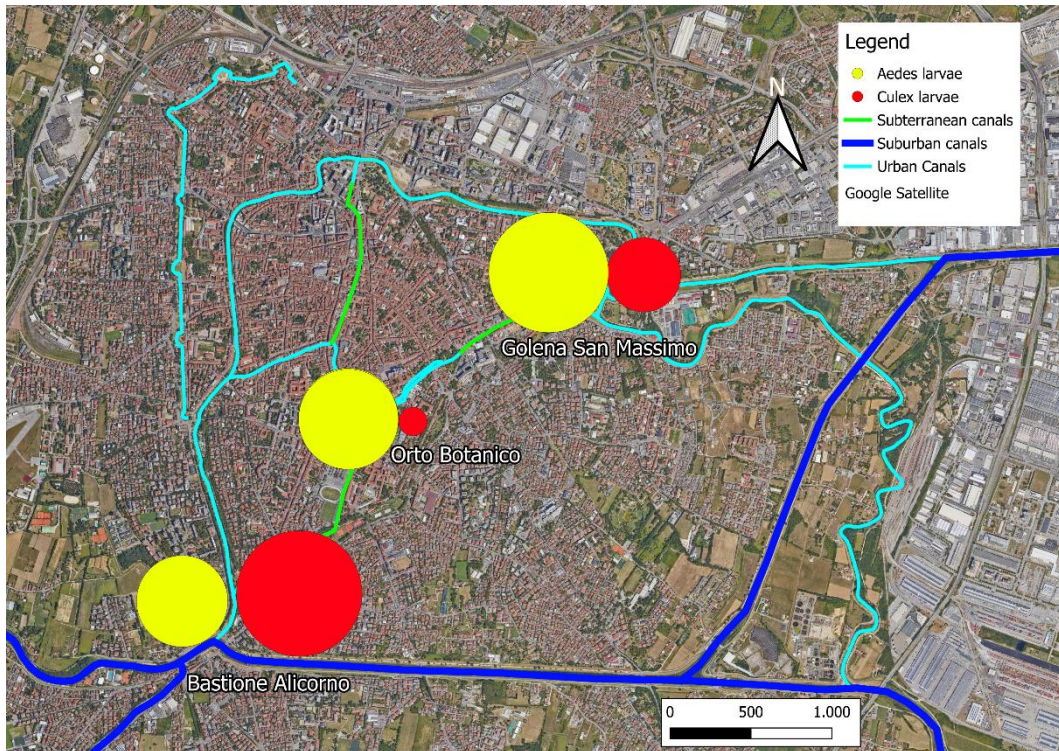 Legend
Aedes larvae
Culex larvae
Subterranean canals
Suburban canals
Urban Canals
Google Satellite
N
Golena San Massimo
Orto Botanico
Bastione Alicorno
0 500 1.000